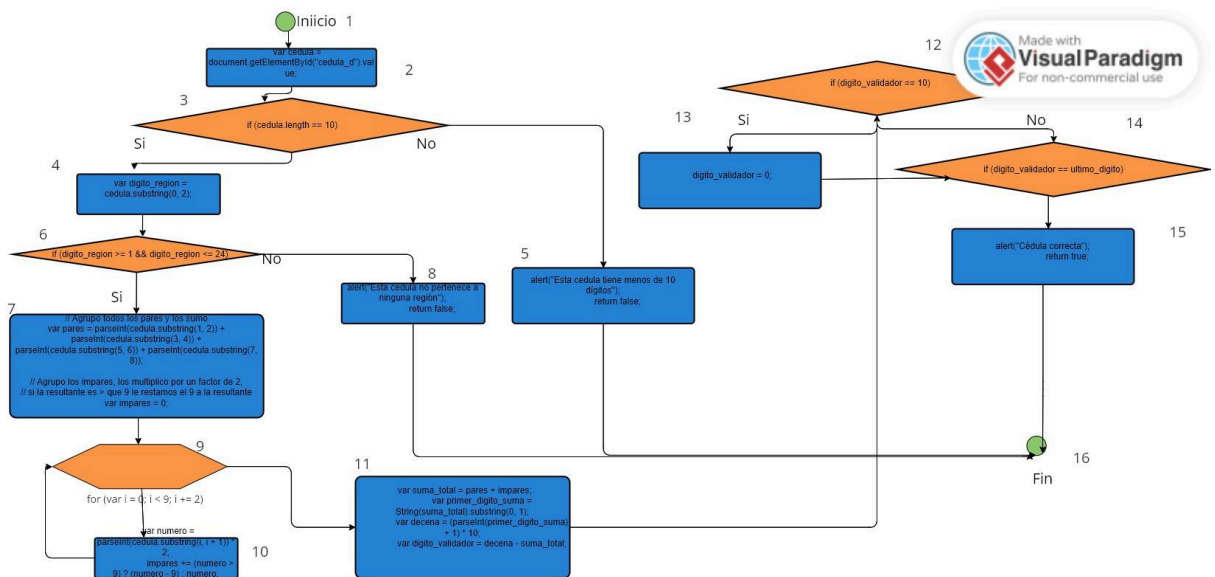 Iniicio 1
var cedula =
document.getElementById("cedula_d").val
ue;
2
3
if (cedula.length == 10)
Si
No
4
var digito_region =
cedula.substring(0, 2);
6
if (digito_region >= 1 && digito_region <= 24)
No
Si
8
alert("Esta cedula no pertenece a
ninguna región");
return false;
5
alert("Esta cedula tiene menos de 10
dígitos");
return false;
7
// Agrupo todos los pares y los sumo
var pares = parseInt(cedula.substring(1, 2)) +
parseInt(cedula.substring(3, 4)) +
parseInt(cedula.substring(5, 6)) + parseInt(cedula.substring(7,
8));
// Agrupo los impares, los multiplico por un factor de 2,
// si la resultante es > que 9 le restamos el 9 a la resultante
var impares = 0;
9
for (var i = 0; i < 9; i += 2)
var numero =
parseInt(cedula.substring(i, i + 1)) *
2;
impares += (numero >
9) ? (numero - 9) : numero;
10
11
var suma_total = pares + impares;
var primer_digito_suma =
String(suma_total).substring(0, 1);
var decena = (parseInt(primer_digito_suma)
+ 1) * 10;
var digito_validador = decena - suma_total;
12
if (digito_validador == 10)
13
Si
No
14
digito_validador = 0;
if (digito_validador == ultimo_digito)
15
alert("Cédula correcta");
return true;
16
Fin
Made with
Visual Paradigm
For non-commercial use